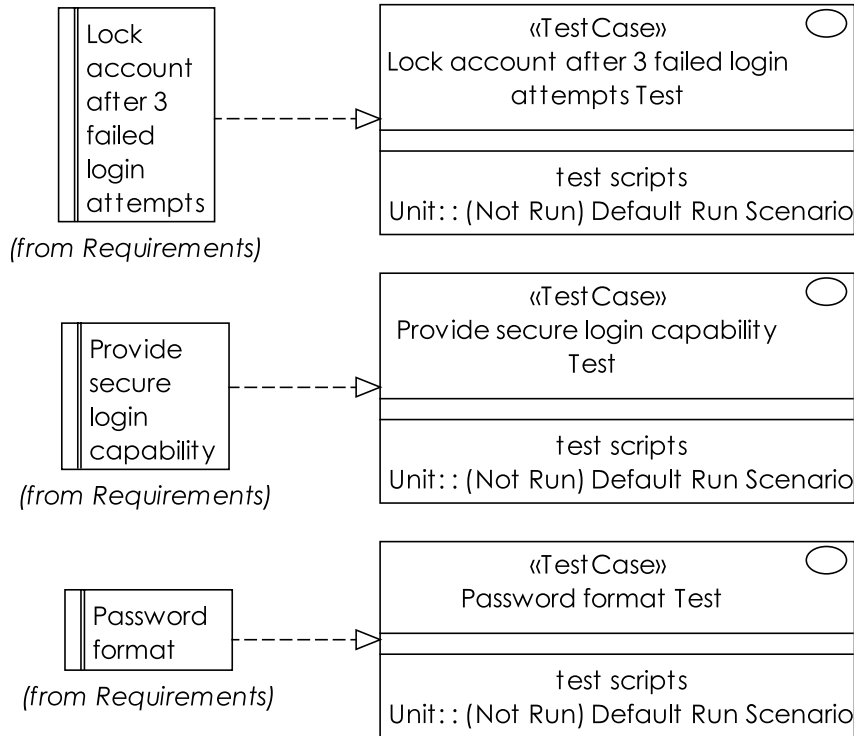 Lock
account
after 3
failed
login
attempts
(from Requirements)
«TestCase»
Lock account after 3 failed login
attempts Test
test scripts
Unit:: (Not Run) Default Run Scenario
Provide
secure
login
capability
(from Requirements)
«TestCase»
Provide secure login capability
Test
test scripts
Unit:: (Not Run) Default Run Scenario
Password
format
(from Requirements)
«TestCase»
Password format Test
test scripts
Unit:: (Not Run) Default Run Scenario